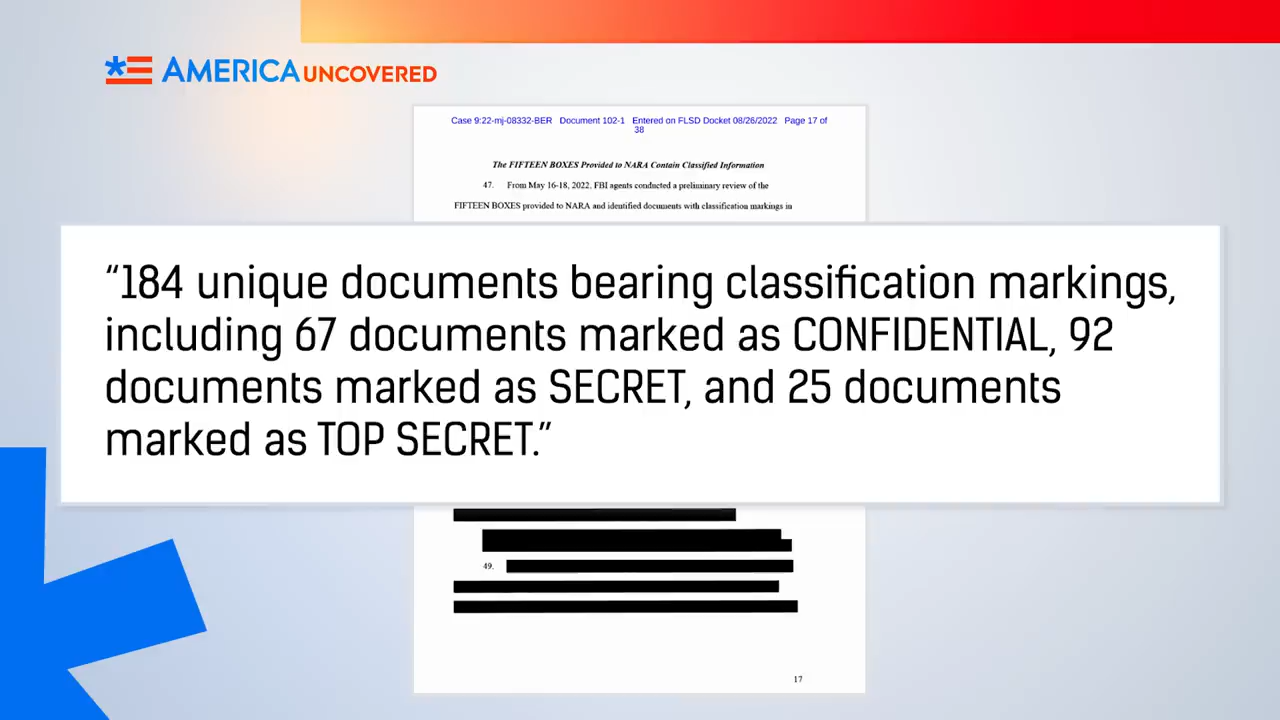 AMERICA UNCOVERED
Case 9:22-mj-08332-BER Document 102-1 Entered on FLSD Docket 08/26/2022 Page 17 of
38
The FIFTEEN BOXES Provided to NARA Contain Classified Information
47. From May 16-18, 2022, FBI agents conducted a preliminary review of the
FIFTEEN BOXES provided to NARA and identified documents with classification markings in
“184 unique documents bearing classification markings,
including 67 documents marked as CONFIDENTIAL, 92
documents marked as SECRET, and 25 documents
marked as TOP SECRET.”
49.
17